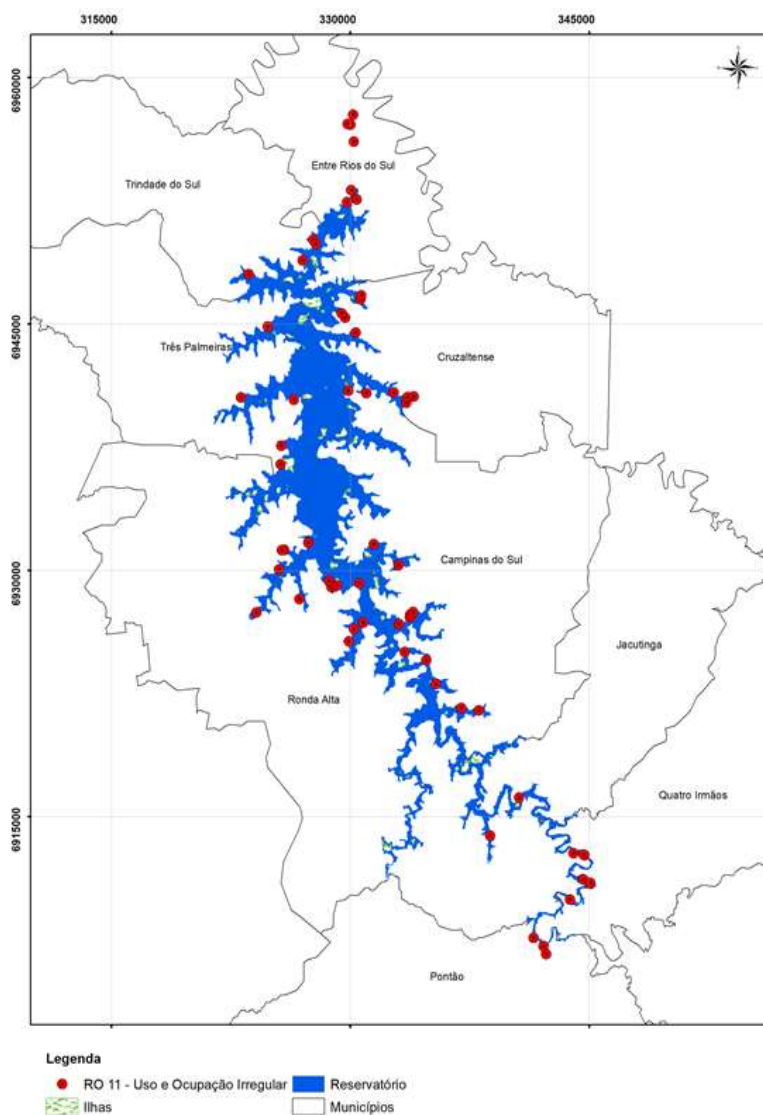 315000 330000 345000
6960000
Entre Rios do Sul
Trindade do Sul
6945000
Três Palmeiras
Cruzaltense
6930000
Campinas do Sul
Jacutinga
Ronda Alta
Quatro Irmãos
6915000
Pontão
Legenda
RO 11 - Uso e Ocupação Irregular Reservatório
Ilhas Municípios